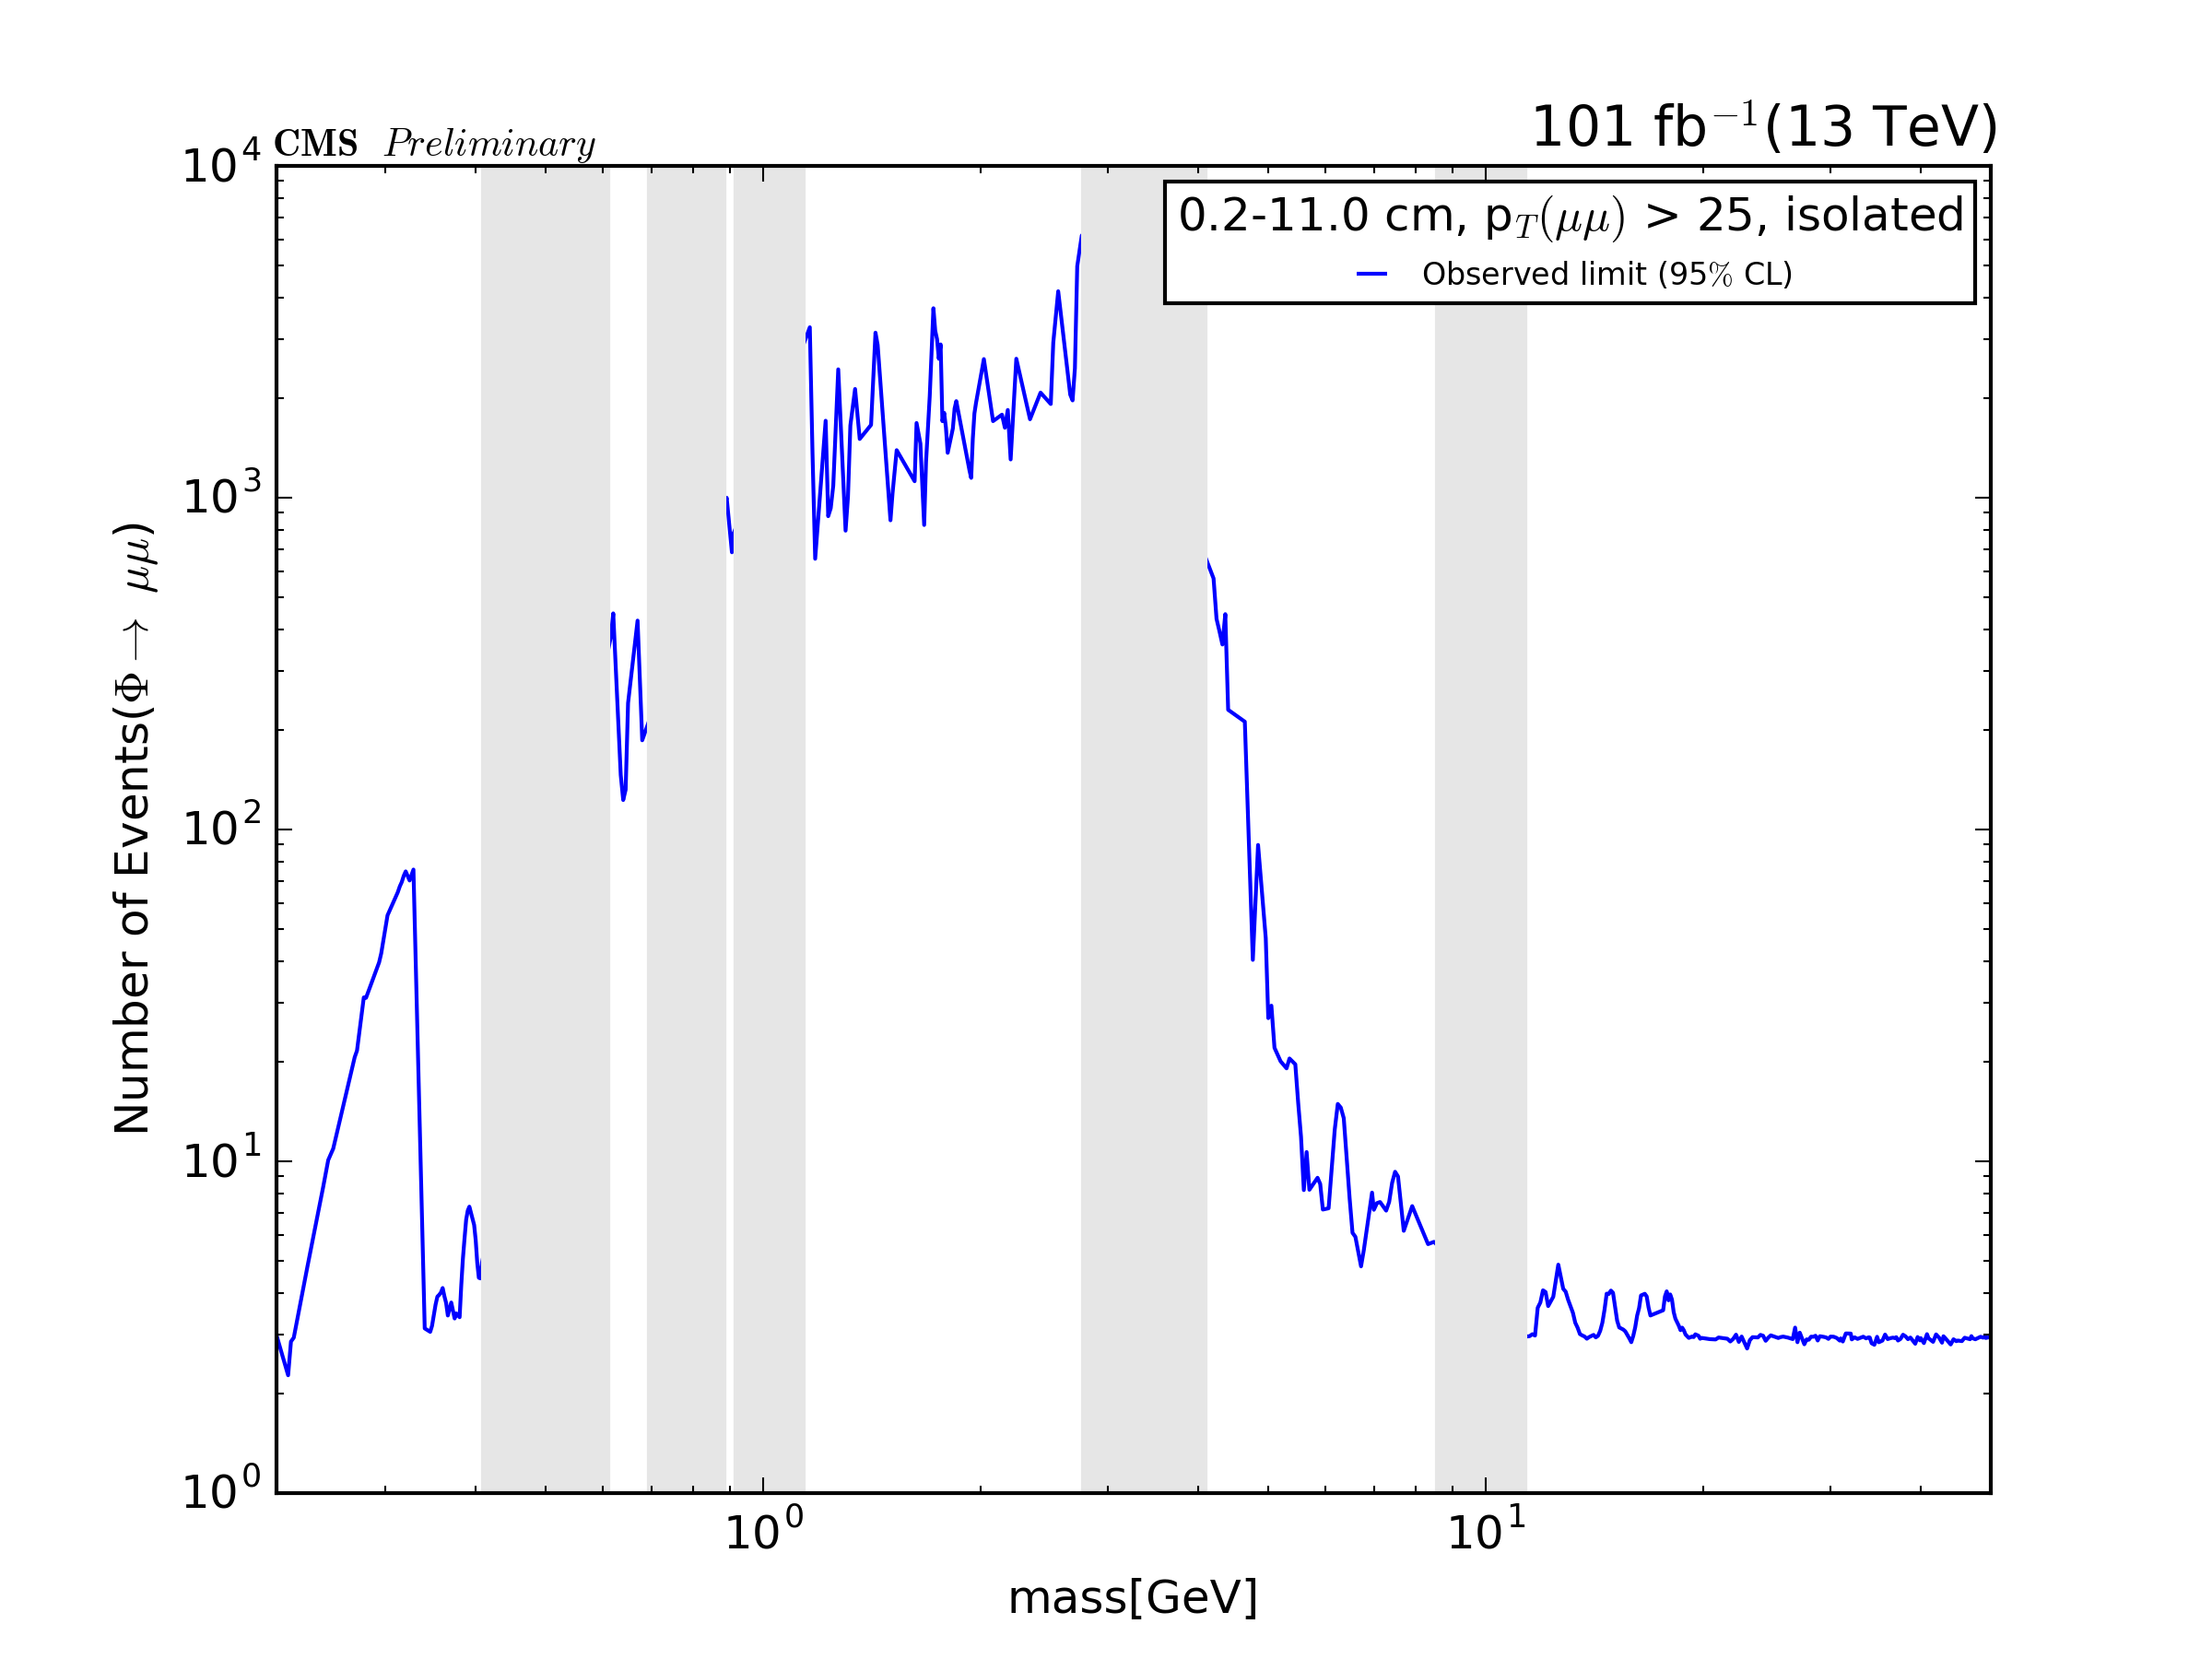 CMS Preliminary
101 fb⁻¹(13 TeV)
0.2-11.0 cm, p_T(μμ) > 25, isolated
Observed limit (95% CL)
Number of Events(Φ → μμ)
10⁴
10³
10²
10¹
10⁰
10⁰ 10¹
mass[GeV]